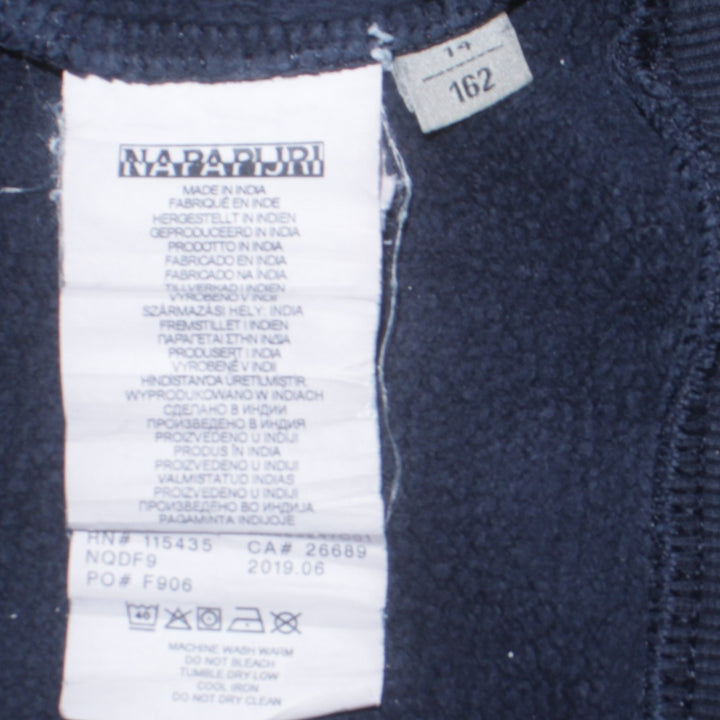 14
162
NAPAPIJRI
MADE IN INDIA
FABRIQUÉ EN INDE
HERGESTELLT IN INDIEN
GEPRODUCEERD IN INDIA
PRODOTTO IN INDIA
FABRICADO EN INDIA
FABRICADO NA ÍNDIA
TILLVERKAD I INDIEN
VYROBENO V INDII
SZÁRMAZÁSI HELY: INDIA
FREMSTILLET I INDIEN
ΠΑΡΑΓΕΤΑΙ ΣΤΗΝ ΙΝΔΙΑ
PRODUSERT I INDIA
VYROBENÉ V INDII
HINDISTAN'DA ÜRETILMISTIR
WYPRODUKOWANO W INDIACH
СДЕЛАНО В ИНДИИ
ПРОИЗВЕДЕНО В ИНДИЯ
PROIZVEDENO U INDIJI
PRODUS ÎN INDIA
PROIZVEDENO U INDIJI
VALMISTATUD INDIAS
PROIZVEDENO U INDIJI
ПРОИЗВЕДЕНО ВО ИНДИЈА
PAGAMINTA INDIJOJE
RN# 115435 CA# 26689
NQDF9 2019.06
PO# F906
40
MACHINE WASH WARM
DO NOT BLEACH
TUMBLE DRY LOW
COOL IRON
DO NOT DRY CLEAN